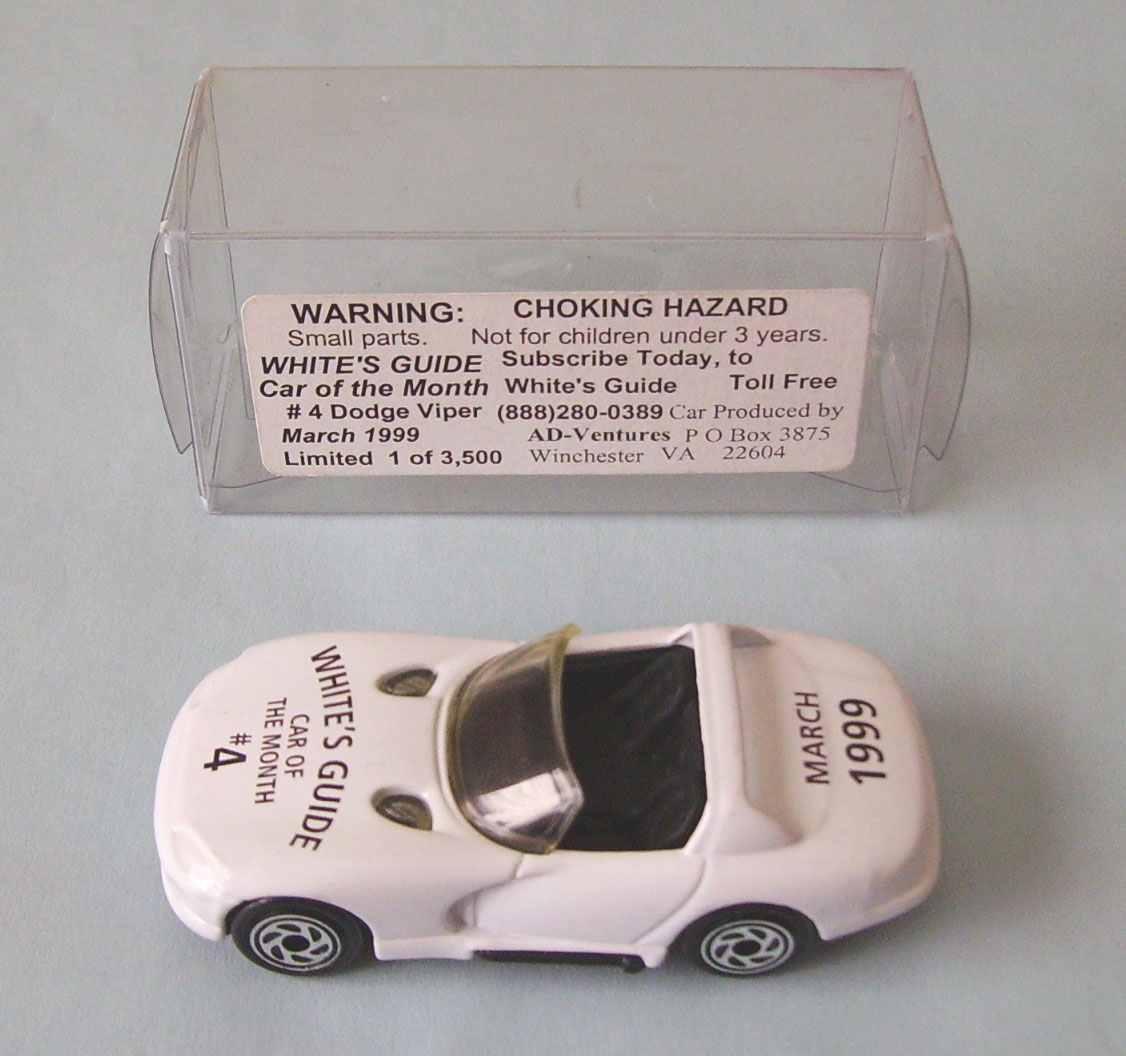 WARNING: CHOKING HAZARD
Small parts. Not for children under 3 years.
WHITE'S GUIDE Subscribe Today, to
Car of the Month White's Guide Toll Free
# 4 Dodge Viper (888)280-0389 Car Produced by
March 1999 AD-Ventures P O Box 3875
Limited 1 of 3,500 Winchester VA 22604
WHITE'S GUIDE
CAR OF
THE MONTH
#4
MARCH
1999